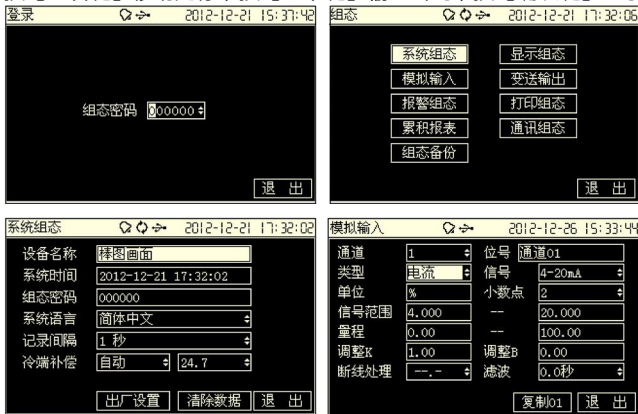 登录 2012-12-21 15:37:42
组态密码 000000
退 出
组态 2012-12-21 17:32:06
系统组态 显示组态
模拟输入 变送输出
报警组态 打印组态
累积报表 通讯组态
组态备份
退 出
系统组态 2012-12-21 17:32:02
设备名称 棒图画面
系统时间 2012-12-21 17:32:02
组态密码 000000
系统语言 简体中文
记录间隔 1 秒
冷端补偿 自动 24.7
出厂设置 清除数据 退 出
模拟输入 2012-12-26 15:33:44
通道 1 位号 通道01
类型 电流 信号 4-20mA
单位 % 小数点 2
信号范围 4.000 -- 20.000
量程 0.00 -- 100.00
调整K 1.00 调整B 0.00
断线处理 --.- 滤波 0.0秒
复制01 退 出